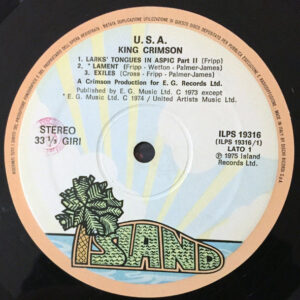 U.S.A.
KING CRIMSON
1. LARKS' TONGUES IN ASPIC Part II (Fripp)
2. *LAMENT (Fripp - Wetton - Palmer-James)
3. EXILES (Cross - Fripp - Palmer-James)
A Crimson Production for E.G. Records Ltd.
Published by E. G. Music Ltd. C 1973 except
* E. G. Music Ltd. C 1974 / United Artists Music Ltd.
STEREO
33 ⅓ GIRI
ILPS 19316
(ILPS 19316/1)
LATO 1
℗ 1975 Island
Records Ltd.
ISLAND